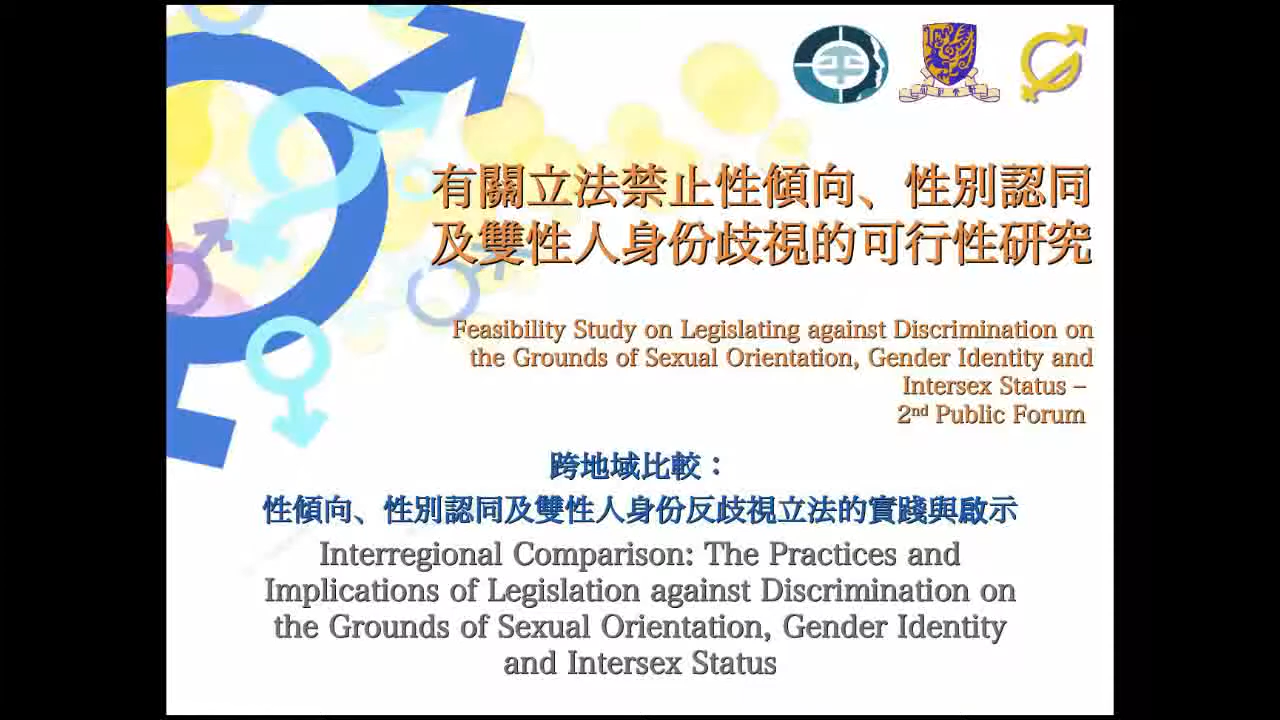 有關立法禁止性傾向、性別認同
及雙性人身份歧視的可行性研究
Feasibility Study on Legislating against Discrimination on
the Grounds of Sexual Orientation, Gender Identity and
Intersex Status –
2nd Public Forum
跨地域比較：
性傾向、性別認同及雙性人身份反歧視立法的實踐與啟示
Interregional Comparison: The Practices and
Implications of Legislation against Discrimination on
the Grounds of Sexual Orientation, Gender Identity
and Intersex Status